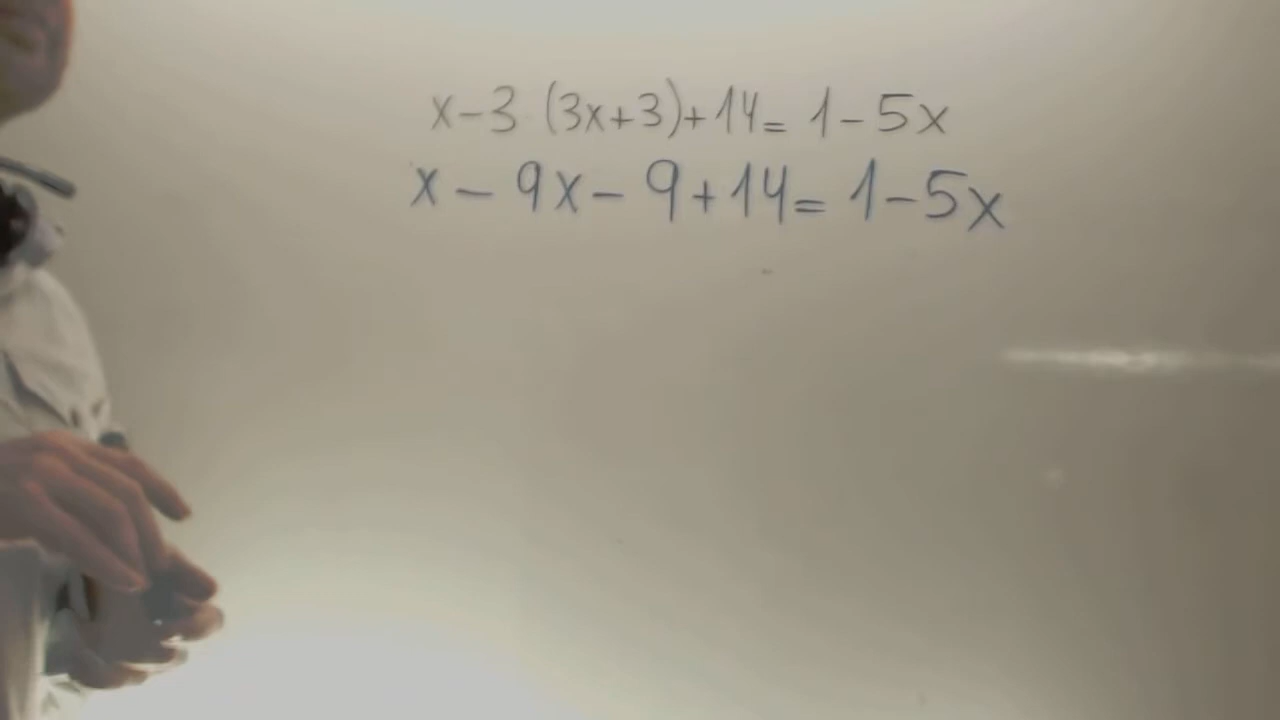 x-3 (3x+3)+14= 1-5x
x - 9x - 9+14= 1-5x